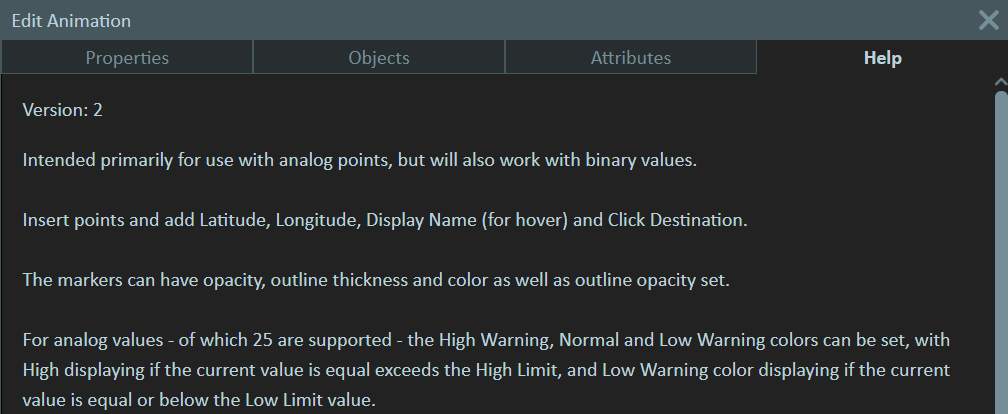 Edit Animation
Properties Objects Attributes Help
Version: 2
Intended primarily for use with analog points, but will also work with binary values.
Insert points and add Latitude, Longitude, Display Name (for hover) and Click Destination.
The markers can have opacity, outline thickness and color as well as outline opacity set.
For analog values - of which 25 are supported - the High Warning, Normal and Low Warning colors can be set, with
High displaying if the current value is equal exceeds the High Limit, and Low Warning color displaying if the current
value is equal or below the Low Limit value.